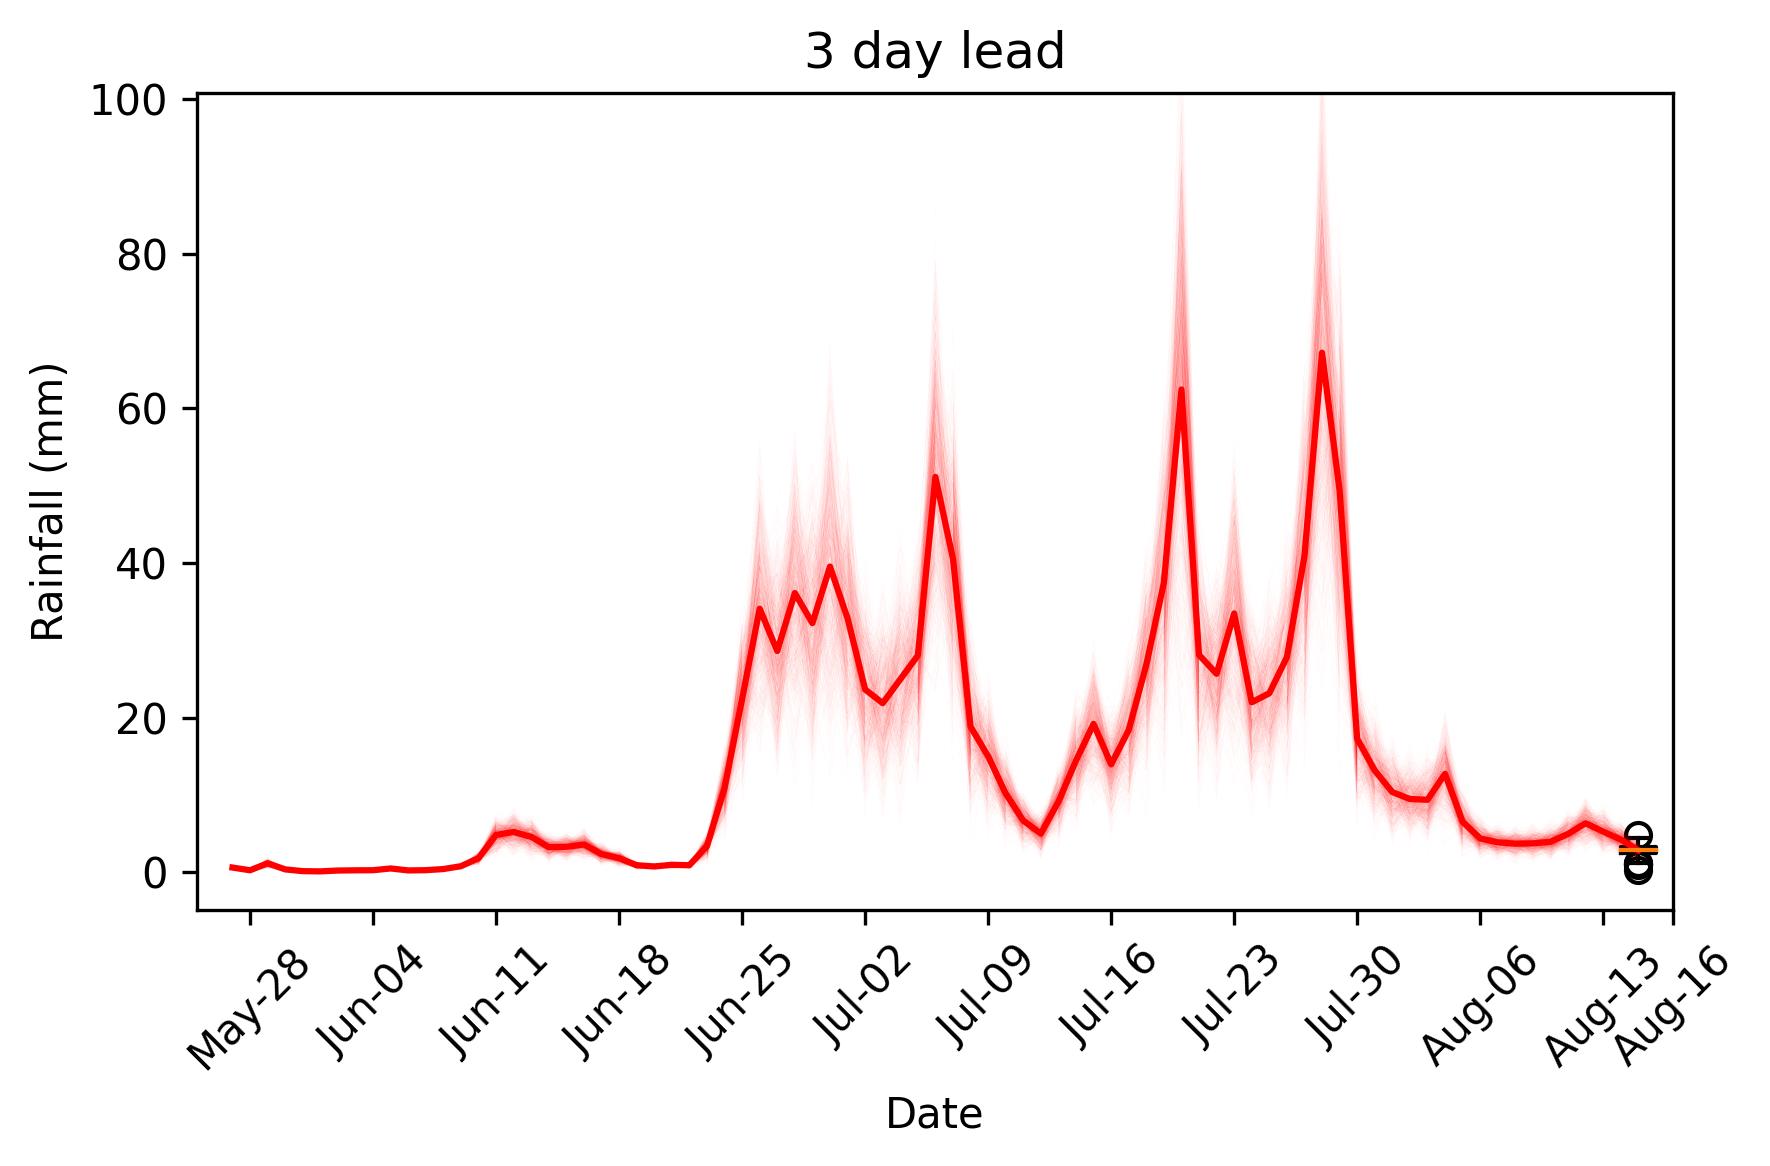 3 day lead
100
80
60
40
20
0
Rainfall (mm)
May-28
Jun-04
Jun-11
Jun-18
Jun-25
Jul-02
Jul-09
Jul-16
Jul-23
Jul-30
Aug-06
Aug-13
Aug-16
Date